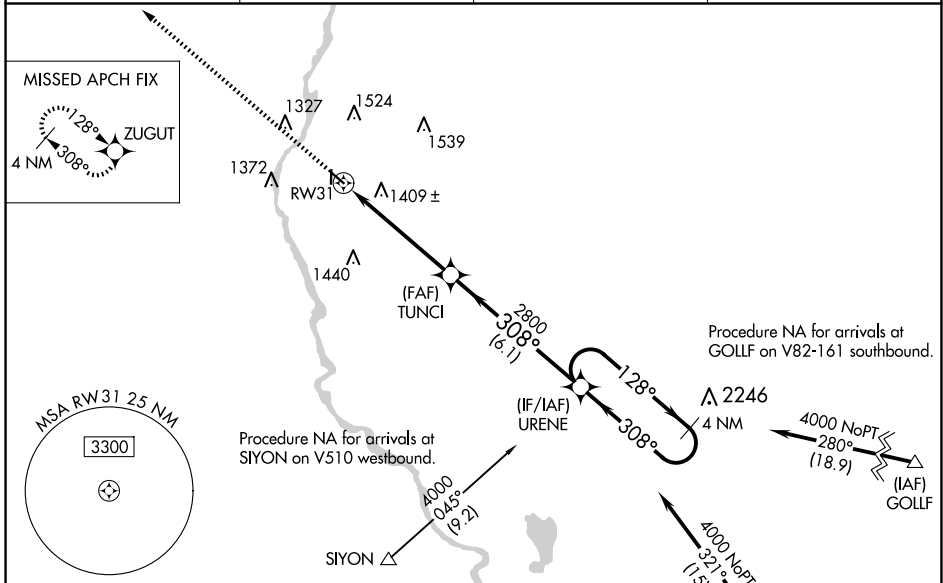 MISSED APCH FIX
128°
ZUGUT
4 NM
308°
1327
1524
1539
1372
RW31
1409 ±
1440
(FAF)
TUNCI
2800
308°
(6.1)
Procedure NA for arrivals at
GOLLF on V82-161 southbound.
128°
2246
(IF/IAF)
URENE
4 NM
308°
4000 NoPT
280°
(18.9)
(IAF)
GOLLF
MSA RW31 25 NM
3300
Procedure NA for arrivals at
SIYON on V510 westbound.
4000
045°
(9.2)
SIYON
4000 NoPT
321°